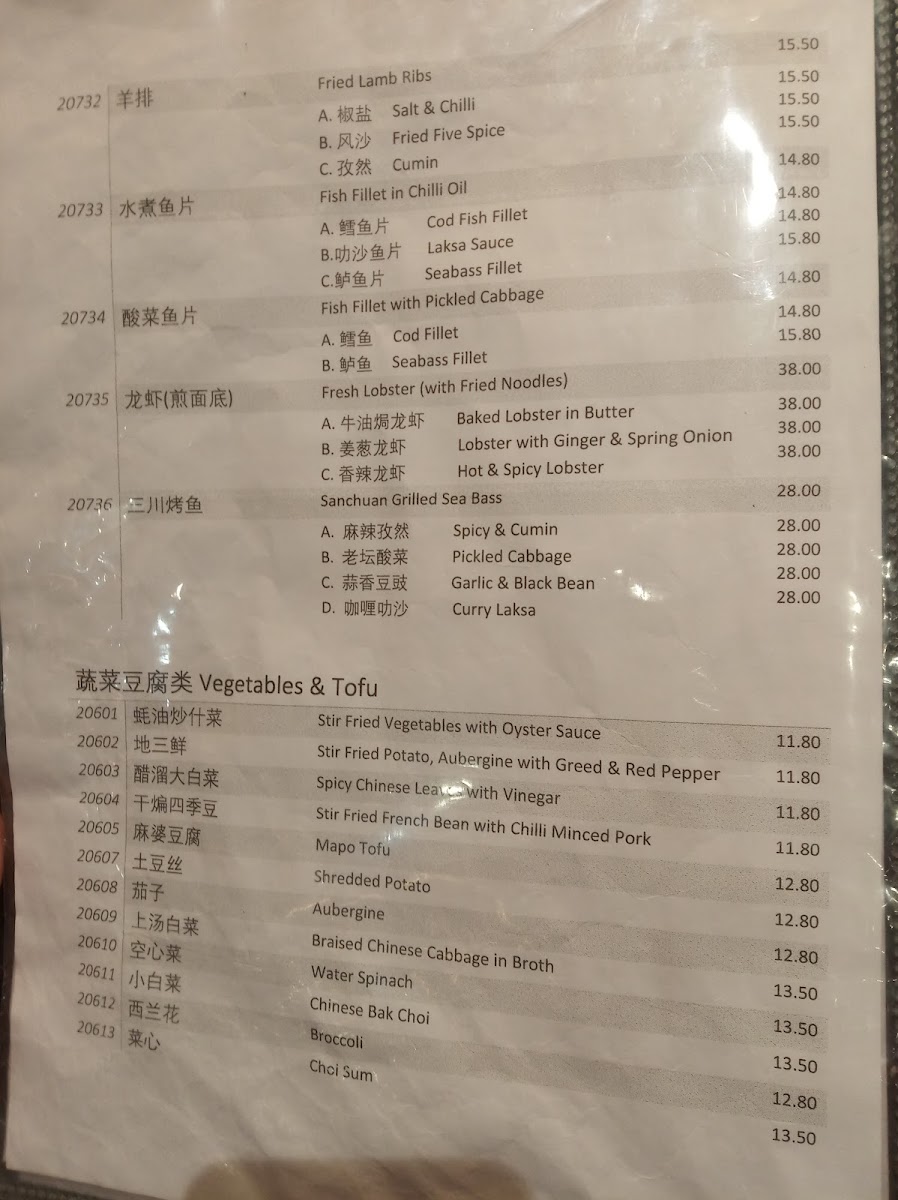 20732 羊排 Fried Lamb Ribs 15.50
A. 椒盐 Salt & Chilli 15.50
B. 风沙 Fried Five Spice 15.50
C. 孜然 Cumin 15.50
20733 水煮鱼片 Fish Fillet in Chilli Oil 14.80
A. 鳕鱼片 Cod Fish Fillet 14.80
B.叻沙鱼片 Laksa Sauce 14.80
C.鲈鱼片 Seabass Fillet 15.80
20734 酸菜鱼片 Fish Fillet with Pickled Cabbage 14.80
A. 鳕鱼 Cod Fillet 14.80
B. 鲈鱼 Seabass Fillet 15.80
20735 龙虾(煎面底) Fresh Lobster (with Fried Noodles) 38.00
A. 牛油焗龙虾 Baked Lobster in Butter 38.00
B. 姜葱龙虾 Lobster with Ginger & Spring Onion 38.00
C. 香辣龙虾 Hot & Spicy Lobster 38.00
20736 三川烤鱼 Sanchuan Grilled Sea Bass 28.00
A. 麻辣孜然 Spicy & Cumin 28.00
B. 老坛酸菜 Pickled Cabbage 28.00
C. 蒜香豆豉 Garlic & Black Bean 28.00
D. 咖喱叻沙 Curry Laksa 28.00
蔬菜豆腐类 Vegetables & Tofu
20601 蚝油炒什菜 Stir Fried Vegetables with Oyster Sauce 11.80
20602 地三鲜 Stir Fried Potato, Aubergine with Greed & Red Pepper 11.80
20603 醋溜大白菜 Spicy Chinese Leaves with Vinegar 11.80
20604 干煸四季豆 Stir Fried French Bean with Chilli Minced Pork 11.80
20605 麻婆豆腐 Mapo Tofu 12.80
20607 土豆丝 Shredded Potato 12.80
20608 茄子 Aubergine 12.80
20609 上汤白菜 Braised Chinese Cabbage in Broth 13.50
20610 空心菜 Water Spinach 13.50
20611 小白菜 Chinese Bak Choi 13.50
20612 西兰花 Broccoli 12.80
20613 菜心 Choi Sum 13.50